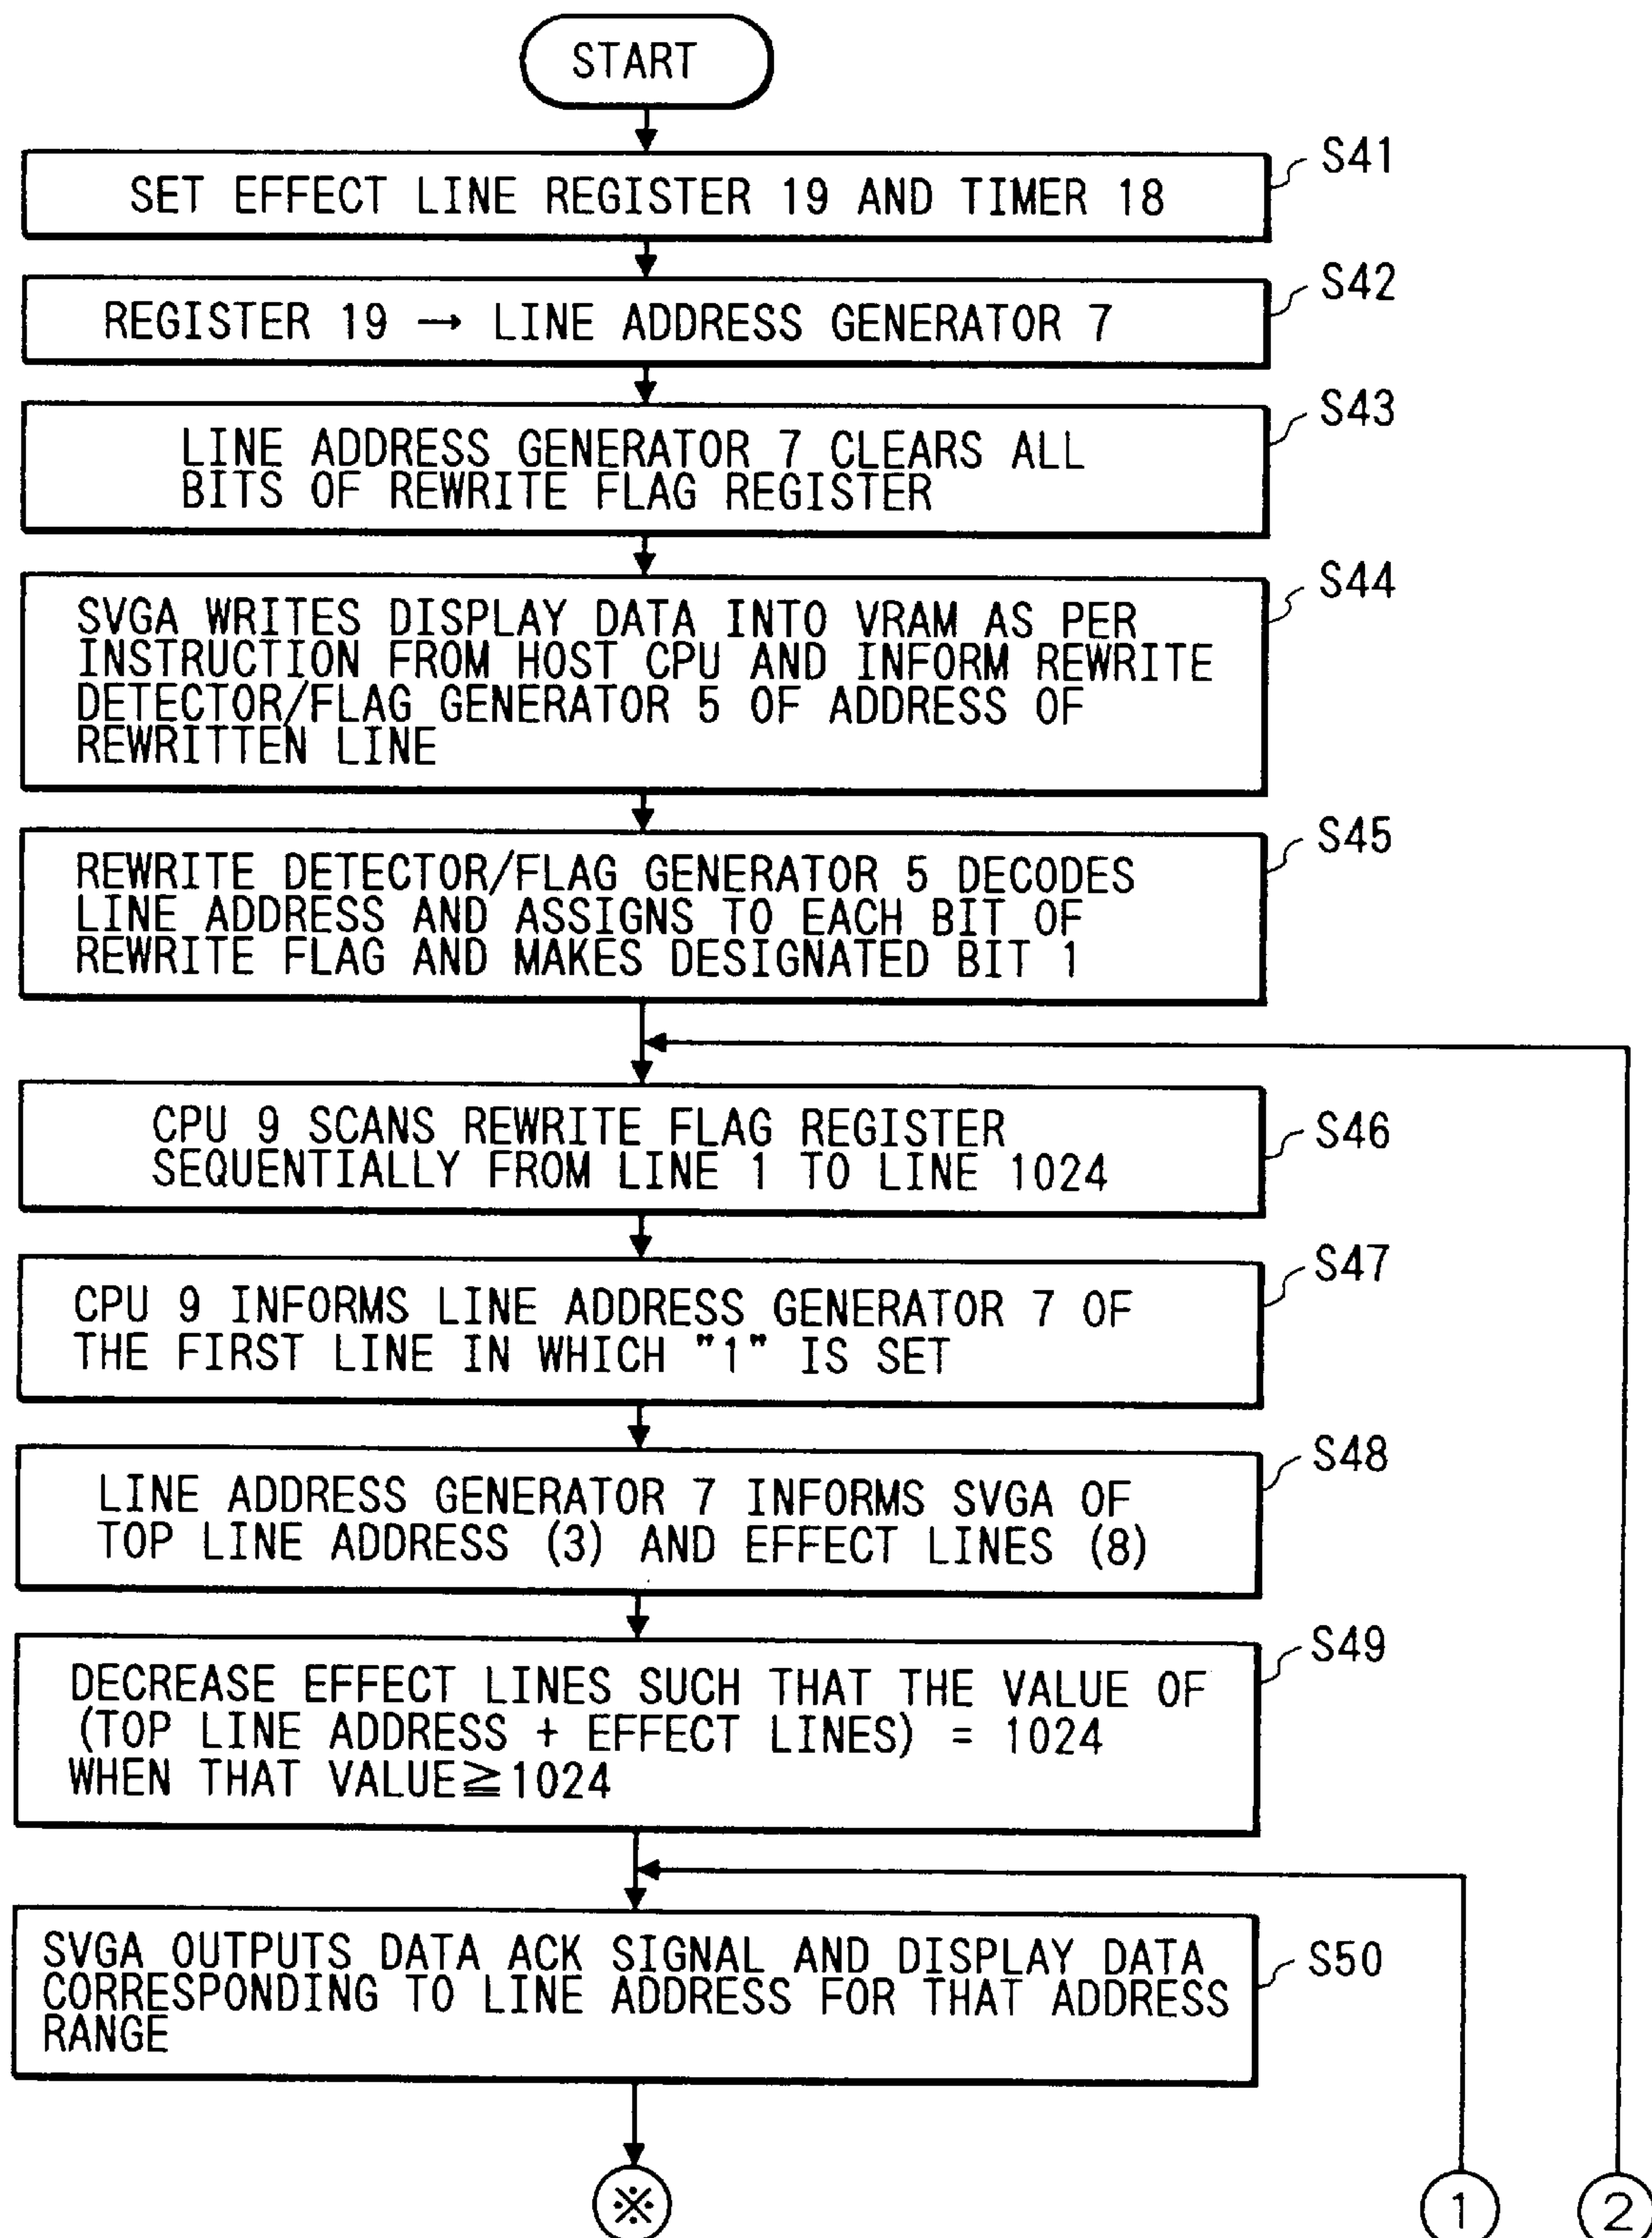 START
S41
SET EFFECT LINE REGISTER 19 AND TIMER 18
S42
REGISTER 19 → LINE ADDRESS GENERATOR 7
S43
LINE ADDRESS GENERATOR 7 CLEARS ALL
BITS OF REWRITE FLAG REGISTER
S44
SVGA WRITES DISPLAY DATA INTO VRAM AS PER
INSTRUCTION FROM HOST CPU AND INFORM REWRITE
DETECTOR/FLAG GENERATOR 5 OF ADDRESS OF
REWRITTEN LINE
S45
REWRITE DETECTOR/FLAG GENERATOR 5 DECODES
LINE ADDRESS AND ASSIGNS TO EACH BIT OF
REWRITE FLAG AND MAKES DESIGNATED BIT 1
S46
CPU 9 SCANS REWRITE FLAG REGISTER
SEQUENTIALLY FROM LINE 1 TO LINE 1024
S47
CPU 9 INFORMS LINE ADDRESS GENERATOR 7 OF
THE FIRST LINE IN WHICH "1" IS SET
S48
LINE ADDRESS GENERATOR 7 INFORMS SVGA OF
TOP LINE ADDRESS (3) AND EFFECT LINES (8)
S49
DECREASE EFFECT LINES SUCH THAT THE VALUE OF
(TOP LINE ADDRESS + EFFECT LINES) = 1024
WHEN THAT VALUE≧1024
S50
SVGA OUTPUTS DATA ACK SIGNAL AND DISPLAY DATA
CORRESPONDING TO LINE ADDRESS FOR THAT ADDRESS
RANGE
※
1
2